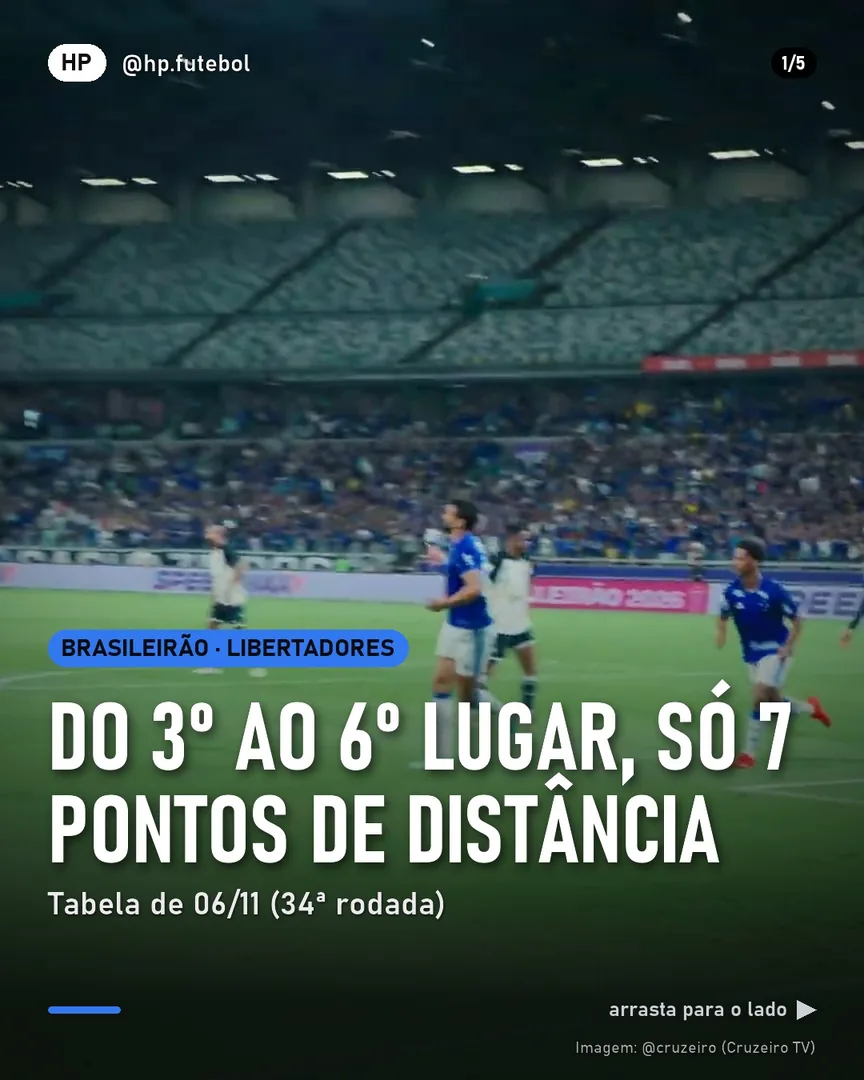 HP @hp.futebol
1/5
BRASILEIRÃO · LIBERTADORES
DO 3º AO 6º LUGAR, SÓ 7
PONTOS DE DISTÂNCIA
Tabela de 06/11 (34ª rodada)
arrasta para o lado ▶
Imagem: @cruzeiro (Cruzeiro TV)